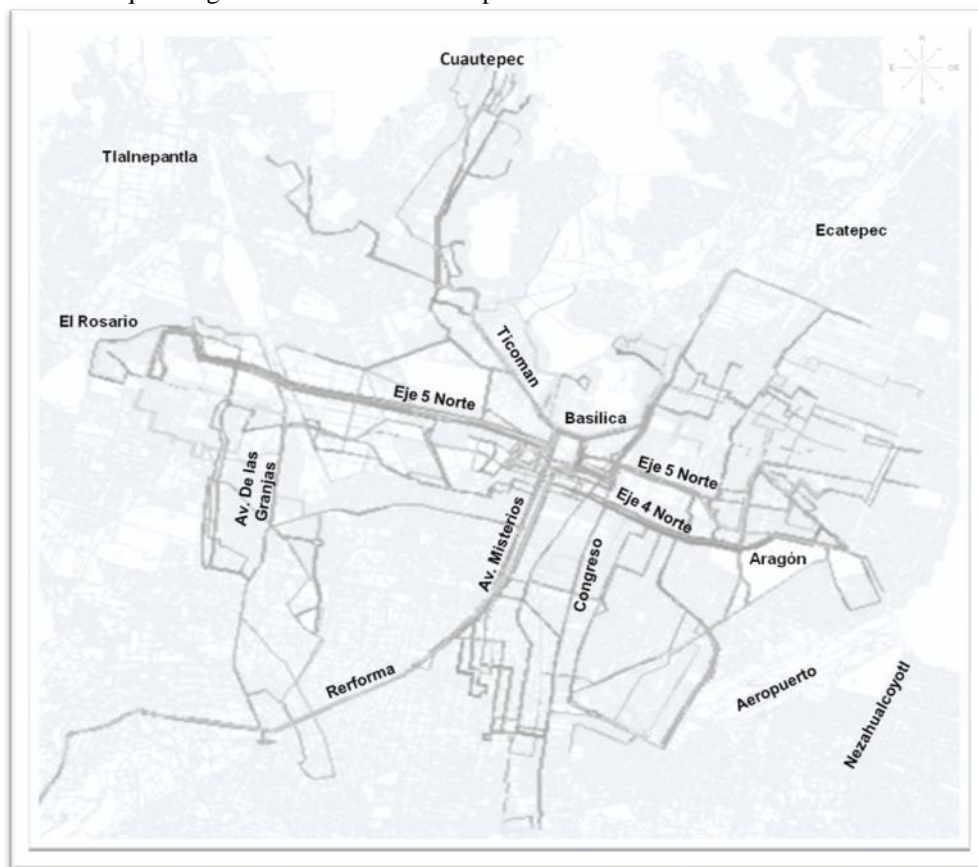 Cuautepec
N
E
OE
S
Tlalnepantla
Ecatepec
El Rosario
Ticoman
Eje 5 Norte
Basilica
Av. De las
Granjas
Eje 5 Norte
Eje 4 Norte
Av. Misterios
Congreso
Aragón
Rerforma
Aeropuerto
Nezahualcoyotl